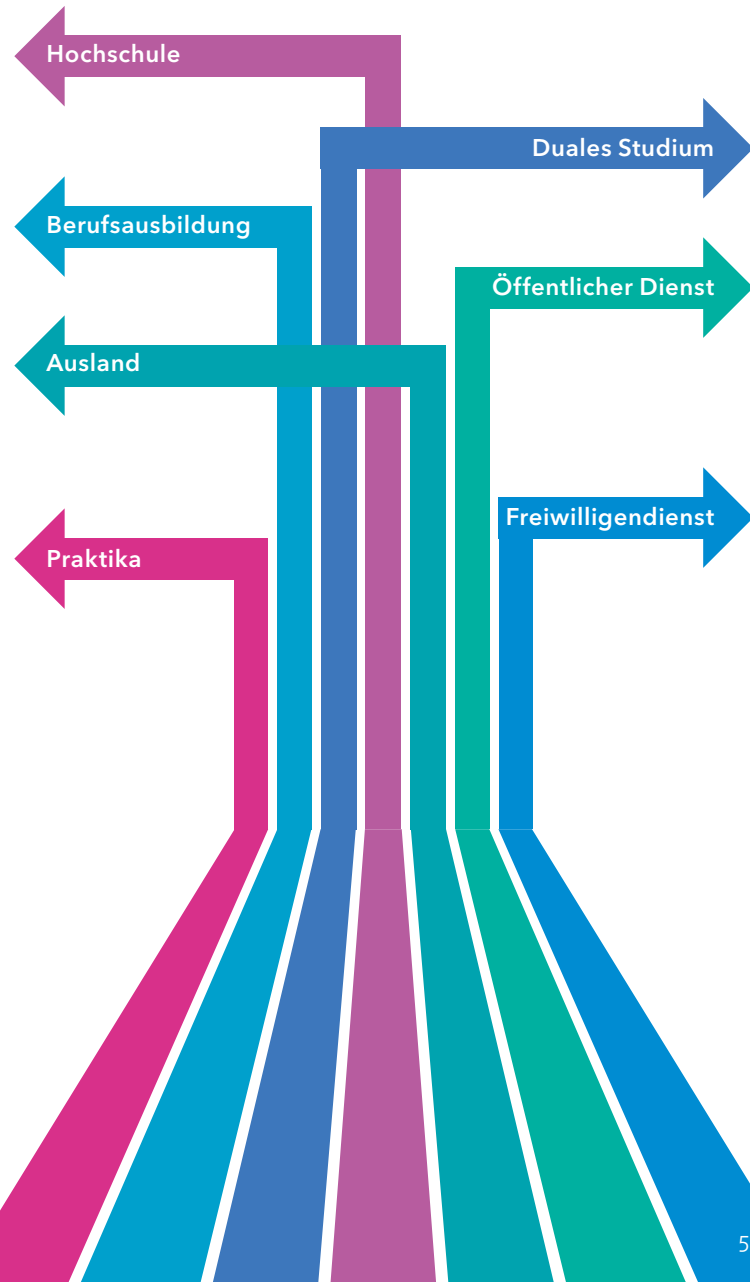 Hochschule
Duales Studium
Berufsausbildung
Öffentlicher Dienst
Ausland
Freiwilligendienst
Praktika
5